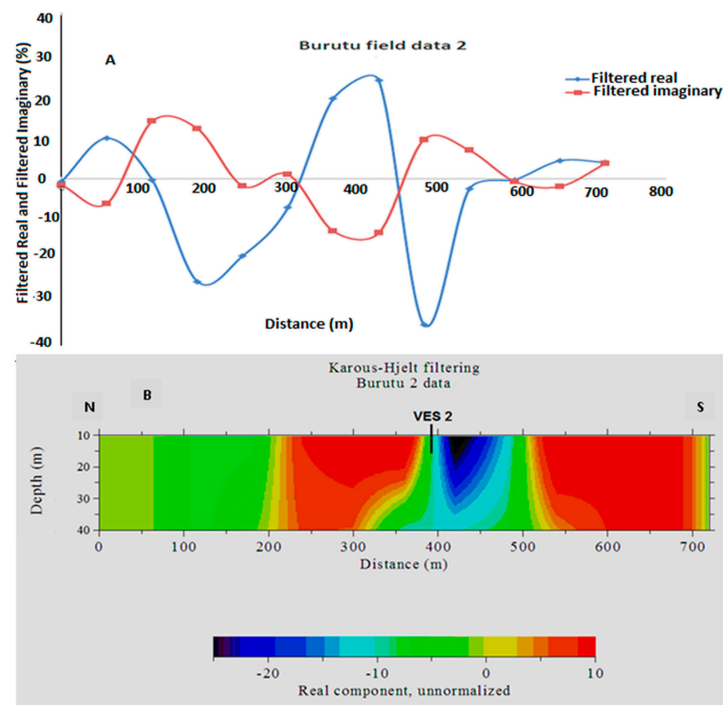 Burutu field data 2
A
Filtered real
Filtered imaginary
Filtered Real and Filtered Imaginary (%)
40
30
20
10
0
-10
-20
-30
-40
0 100 200 300 400 500 600 700 800
Distance (m)
Karous-Hjelt filtering
Burutu 2 data
N B VES 2 S
Depth (m)
10
20
30
40
0 100 200 300 400 500 600 700
Distance (m)
-20 -10 0 10
Real component, unnormalized